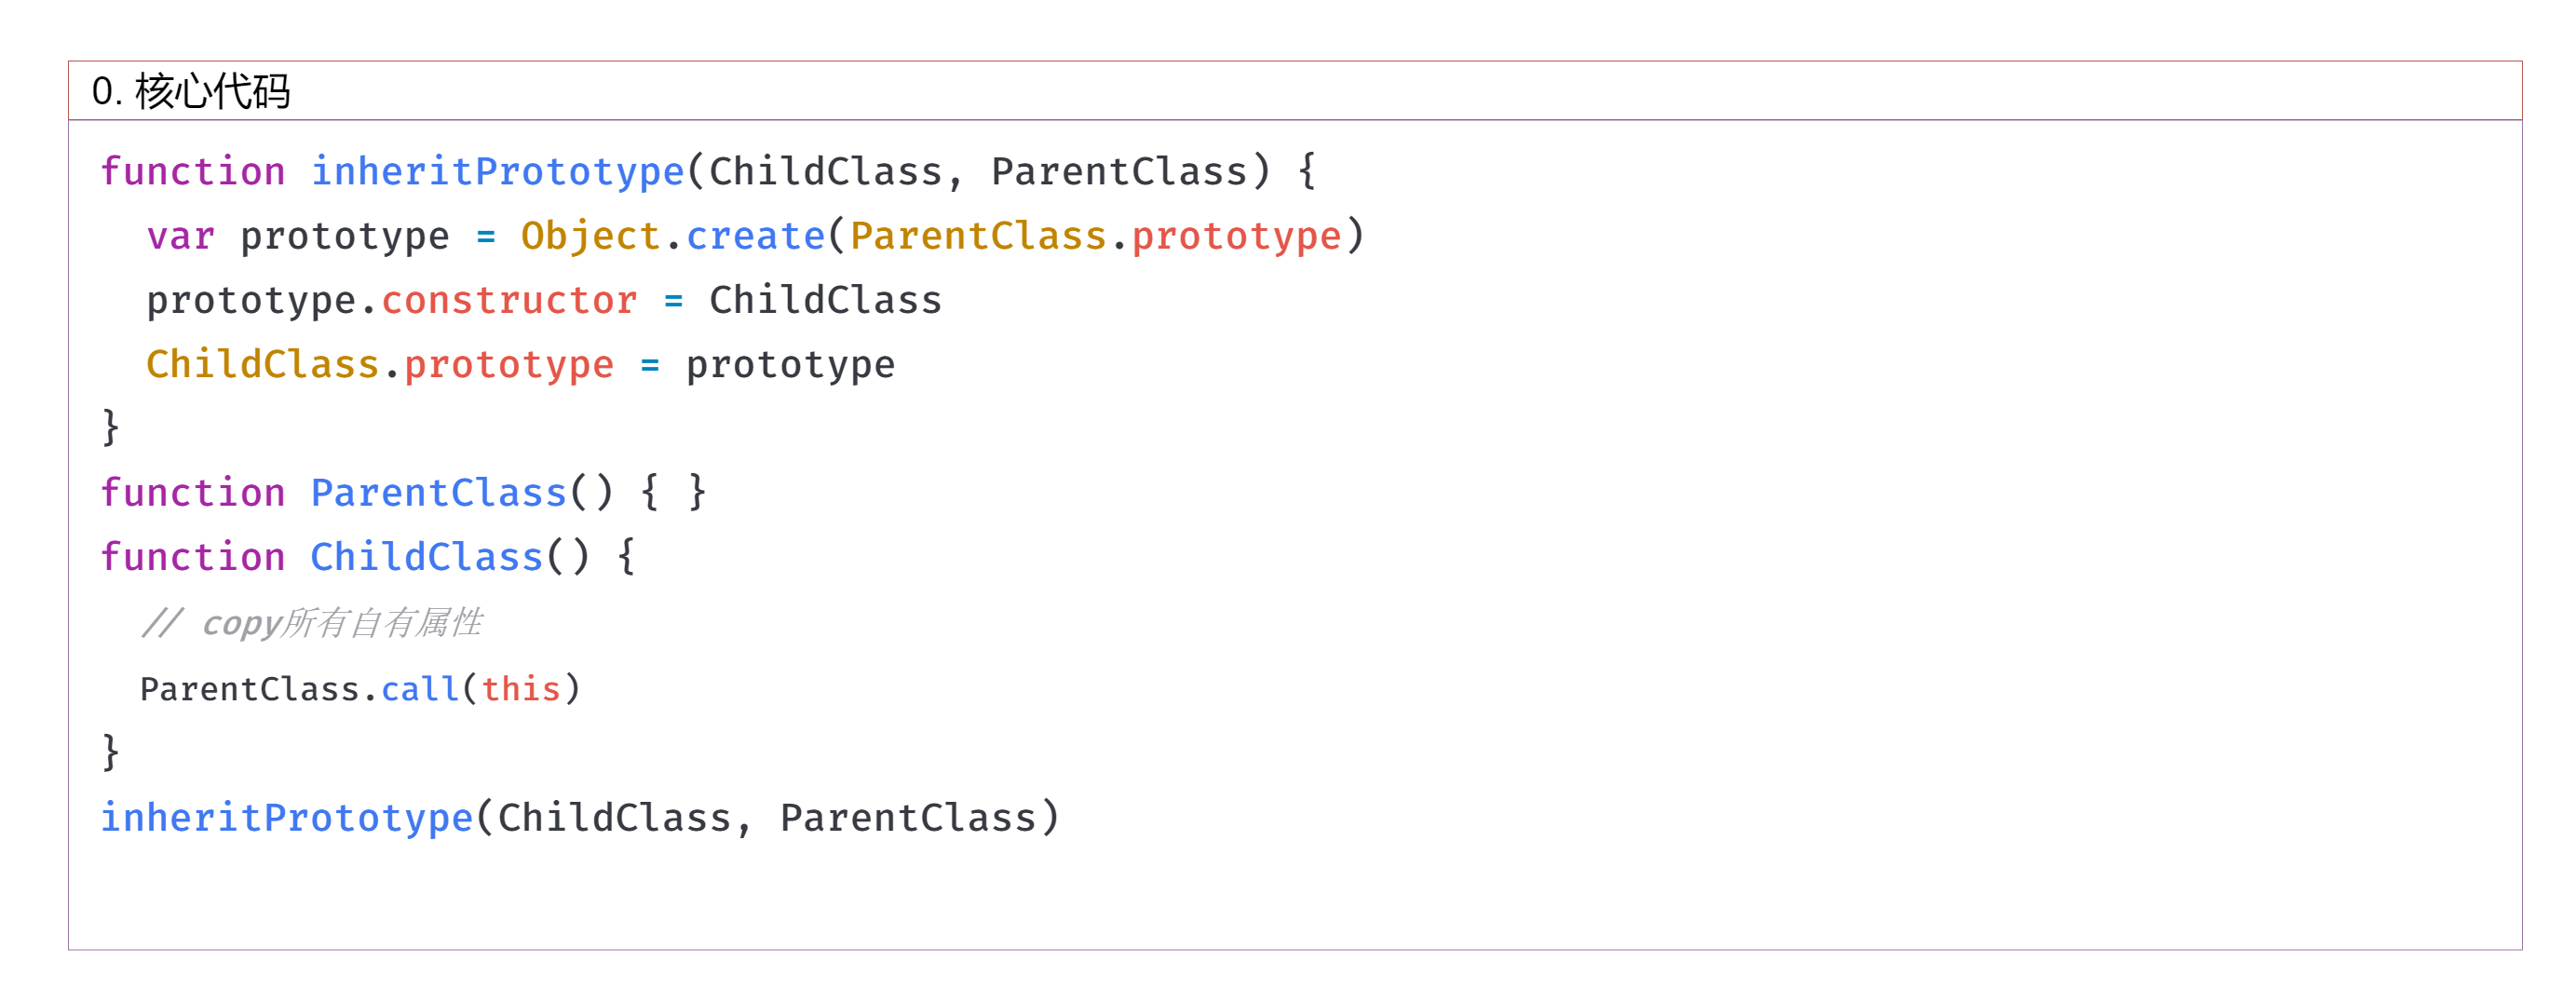 0. 核心代码
function inheritPrototype(ChildClass, ParentClass) {
  var prototype = Object.create(ParentClass.prototype)
  prototype.constructor = ChildClass
  ChildClass.prototype = prototype
}
function ParentClass() { }
function ChildClass() {
  // copy所有自有属性
  ParentClass.call(this)
}
inheritPrototype(ChildClass, ParentClass)